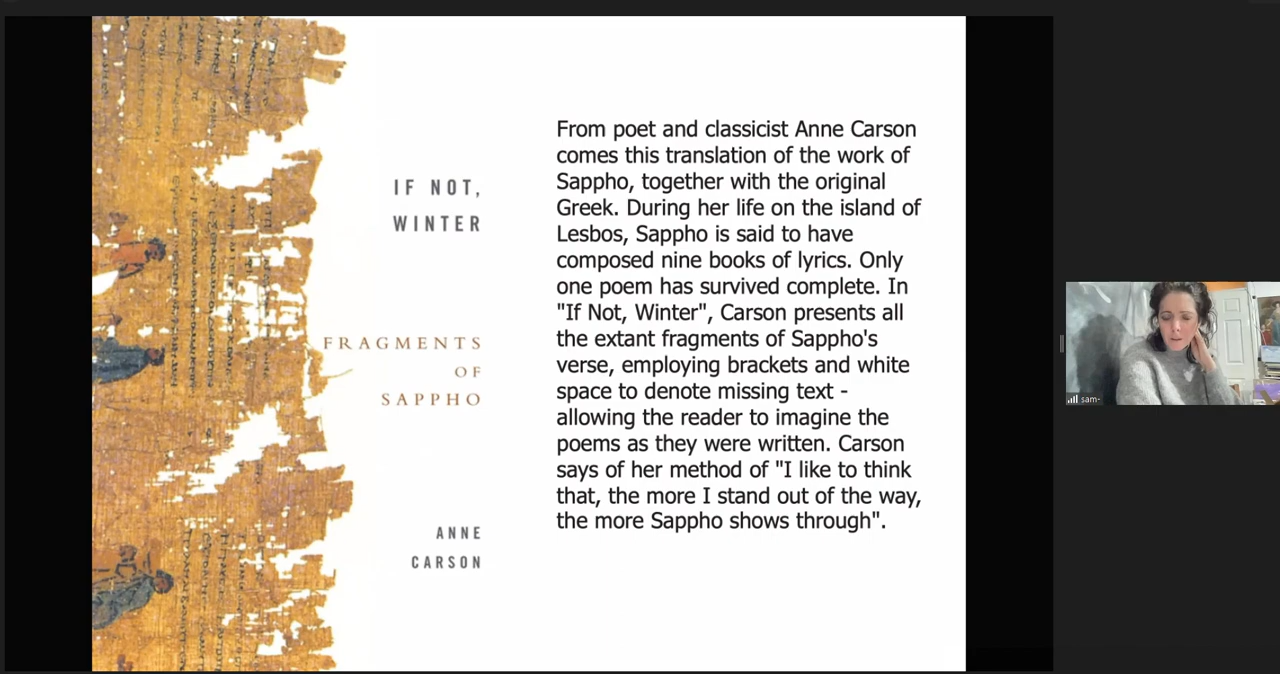 IF NOT,
WINTER
FRAGMENTS
OF
SAPPHO
ANNE
CARSON
From poet and classicist Anne Carson
comes this translation of the work of
Sappho, together with the original
Greek. During her life on the island of
Lesbos, Sappho is said to have
composed nine books of lyrics. Only
one poem has survived complete. In
"If Not, Winter", Carson presents all
the extant fragments of Sappho's
verse, employing brackets and white
space to denote missing text -
allowing the reader to imagine the
poems as they were written. Carson
says of her method of "I like to think
that, the more I stand out of the way,
the more Sappho shows through".
sam-